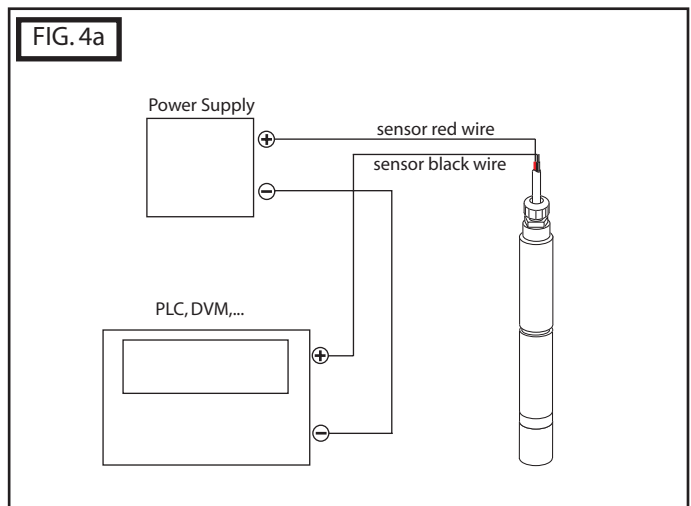 FIG. 4a
Power Supply
+
sensor red wire
sensor black wire
−
PLC, DVM,...
+
−